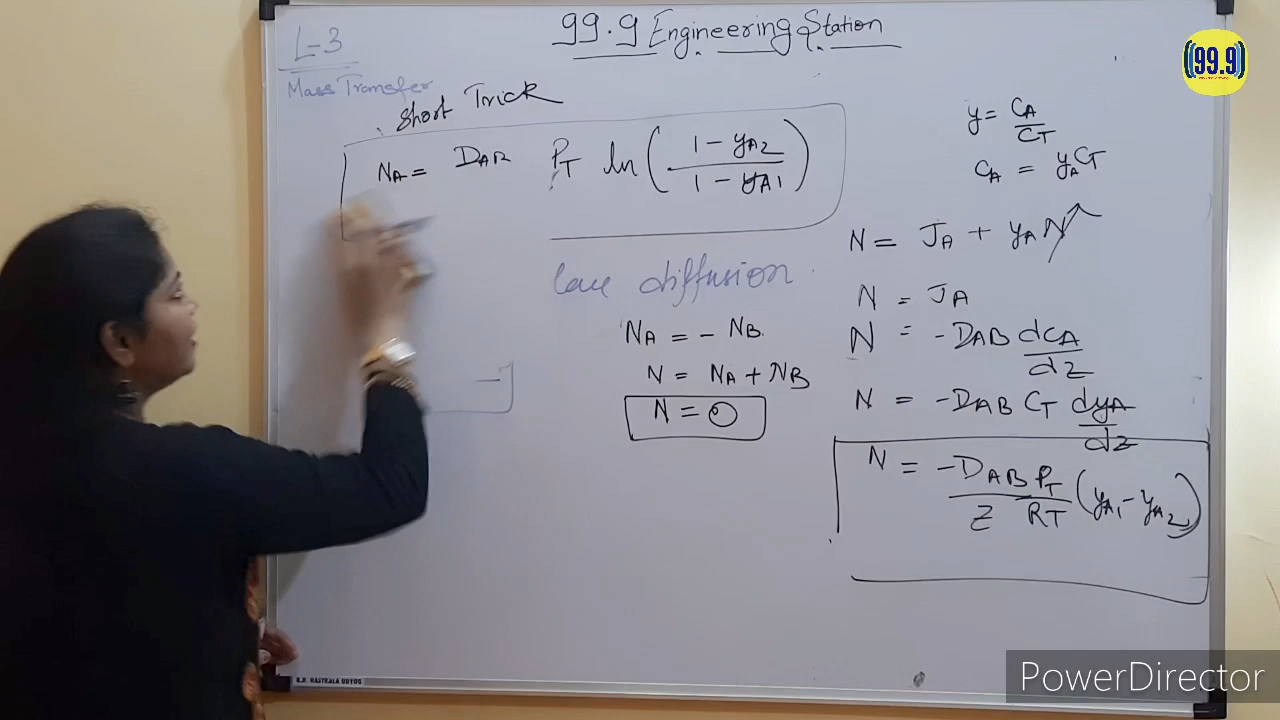 99.9 Engineering Station
(99.9)
L-3
Mass Transfer
Short Trick
NA = DAB PT ln(1 - yA2 / 1 - yA1)
y = CA/CT
CA = yA CT
N = JA + yA N
diffusion
NA = - NB
N = NA + NB
N = 0
N = JA
N = -DAB dCA/dz
N = -DAB CT dyA/dz
N = -DAB PT / Z RT (yA1 - yA2)
PowerDirector